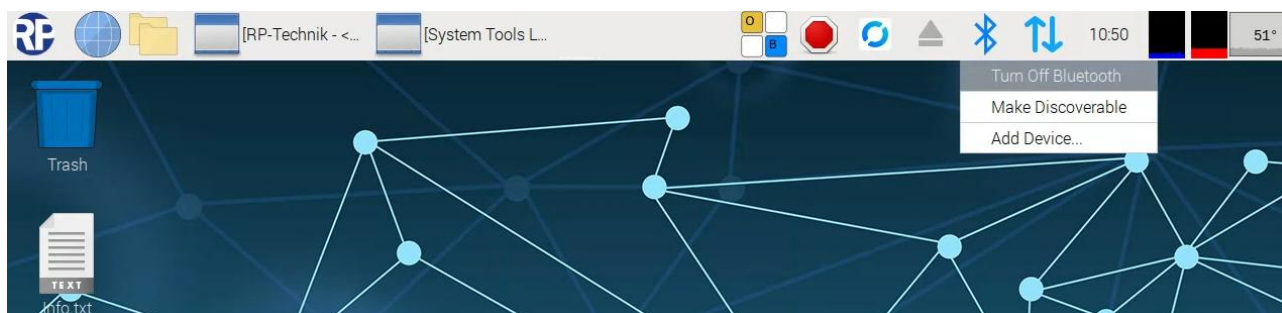 RP
[RP-Technik - <...
[System Tools L...
O
B
10:50
51°
Turn Off Bluetooth
Make Discoverable
Add Device...
Trash
TEXT
Info.txt